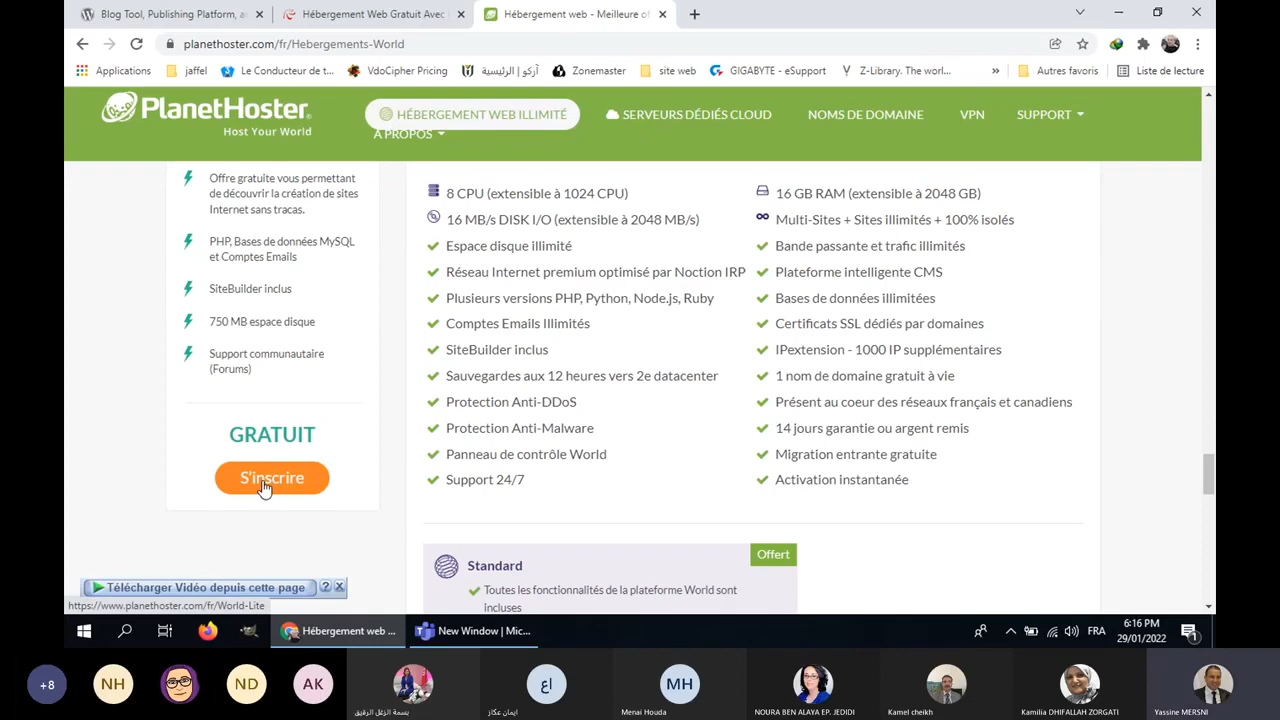 Blog Tool, Publishing Platform, a
Hébergement Web Gratuit Avec
Hébergement web - Meilleure of
planethoster.com/fr/Hebergements-World
Applications
jaffel
Le Conducteur de t...
VdoCipher Pricing
آركو | الرئيسية
Zonemaster
site web
GIGABYTE - eSupport
Z-Library. The worl...
»
Autres favoris
Liste de lecture
PlanetHoster
Host Your World
HÉBERGEMENT WEB ILLIMITÉ
SERVEURS DÉDIÉS CLOUD
NOMS DE DOMAINE
VPN
SUPPORT
À PROPOS
Offre gratuite vous permettant
de découvrir la création de sites
Internet sans tracas.
PHP, Bases de données MySQL
et Comptes Emails
SiteBuilder inclus
750 MB espace disque
Support communautaire
(Forums)
GRATUIT
S'inscrire
8 CPU (extensible à 1024 CPU)
16 GB RAM (extensible à 2048 GB)
16 MB/s DISK I/O (extensible à 2048 MB/s)
Multi-Sites + Sites illimités + 100% isolés
Espace disque illimité
Bande passante et trafic illimités
Réseau Internet premium optimisé par Noction IRP
Plateforme intelligente CMS
Plusieurs versions PHP, Python, Node.js, Ruby
Bases de données illimitées
Comptes Emails Illimités
Certificats SSL dédiés par domaines
SiteBuilder inclus
IPextension - 1000 IP supplémentaires
Sauvegardes aux 12 heures vers 2e datacenter
1 nom de domaine gratuit à vie
Protection Anti-DDoS
Présent au coeur des réseaux français et canadiens
Protection Anti-Malware
14 jours garantie ou argent remis
Panneau de contrôle World
Migration entrante gratuite
Support 24/7
Activation instantanée
Standard
Offert
Toutes les fonctionnalités de la plateforme World sont
incluses
Télécharger Vidéo depuis cette page
?
https://www.planethoster.com/fr/World-Lite
Hébergement web ...
New Window | Mic...
FRA
6:16 PM
29/01/2022
1
+8
NH
ND
AK
بسمة الزغل الرفيق
اع
ايمان عكاز
MH
Menai Houda
NOURA BEN ALAYA EP. JEDIDI
Kamel cheikh
Kamilia DHIFALLAH ZORGATI
Yassine MERSNI